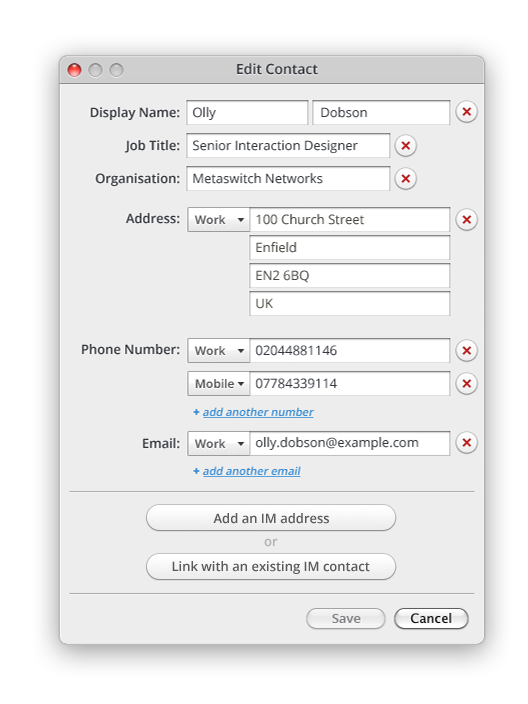 Edit Contact
Display Name: Olly Dobson
Job Title: Senior Interaction Designer
Organisation: Metaswitch Networks
Address: Work 100 Church Street
Enfield
EN2 6BQ
UK
Phone Number: Work 02044881146
Mobile 07784339114
+ add another number
Email: Work olly.dobson@example.com
+ add another email
Add an IM address
or
Link with an existing IM contact
Save Cancel